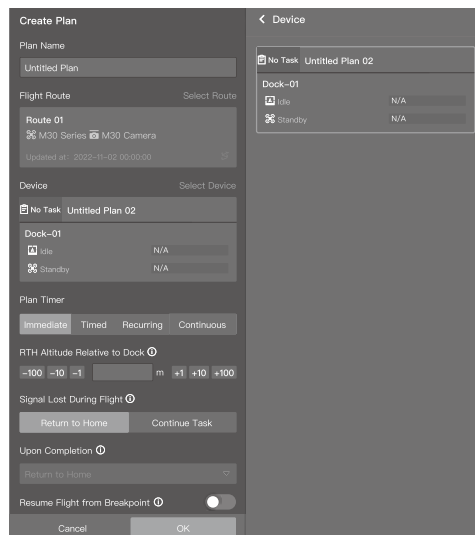 Create Plan
Plan Name
Untitled Plan
Flight Route Select Route
Route 01
M30 Series M30 Camera
Updated at: 2022-11-02 00:00:00
Device Select Device
No Task Untitled Plan 02
Dock-01
Idle N/A
Standby N/A
Plan Timer
Immediate Timed Recurring Continuous
RTH Altitude Relative to Dock
-100 -10 -1 m +1 +10 +100
Signal Lost During Flight
Return to Home Continue Task
Upon Completion
Return to Home
Resume Flight from Breakpoint
Cancel OK
Device
No Task Untitled Plan 02
Dock-01
Idle N/A
Standby N/A